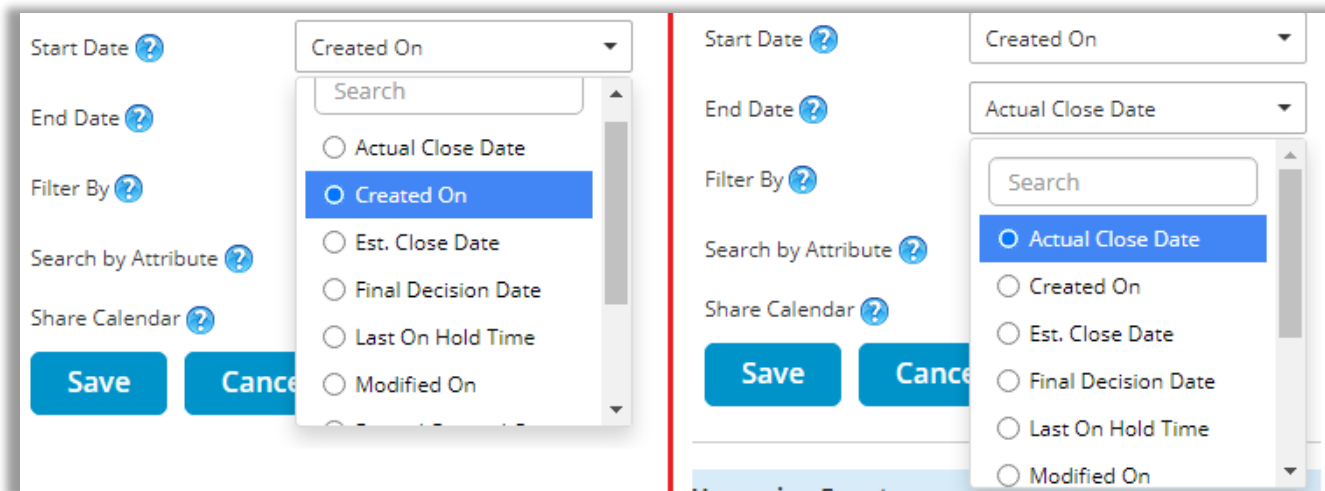 Start Date
Created On
Search
End Date
Actual Close Date
Filter By
Created On
Est. Close Date
Search by Attribute
Final Decision Date
Share Calendar
Last On Hold Time
Save
Modified On
Start Date
Created On
End Date
Actual Close Date
Filter By
Search
Search by Attribute
Actual Close Date
Created On
Share Calendar
Est. Close Date
Save
Final Decision Date
Last On Hold Time
Modified On